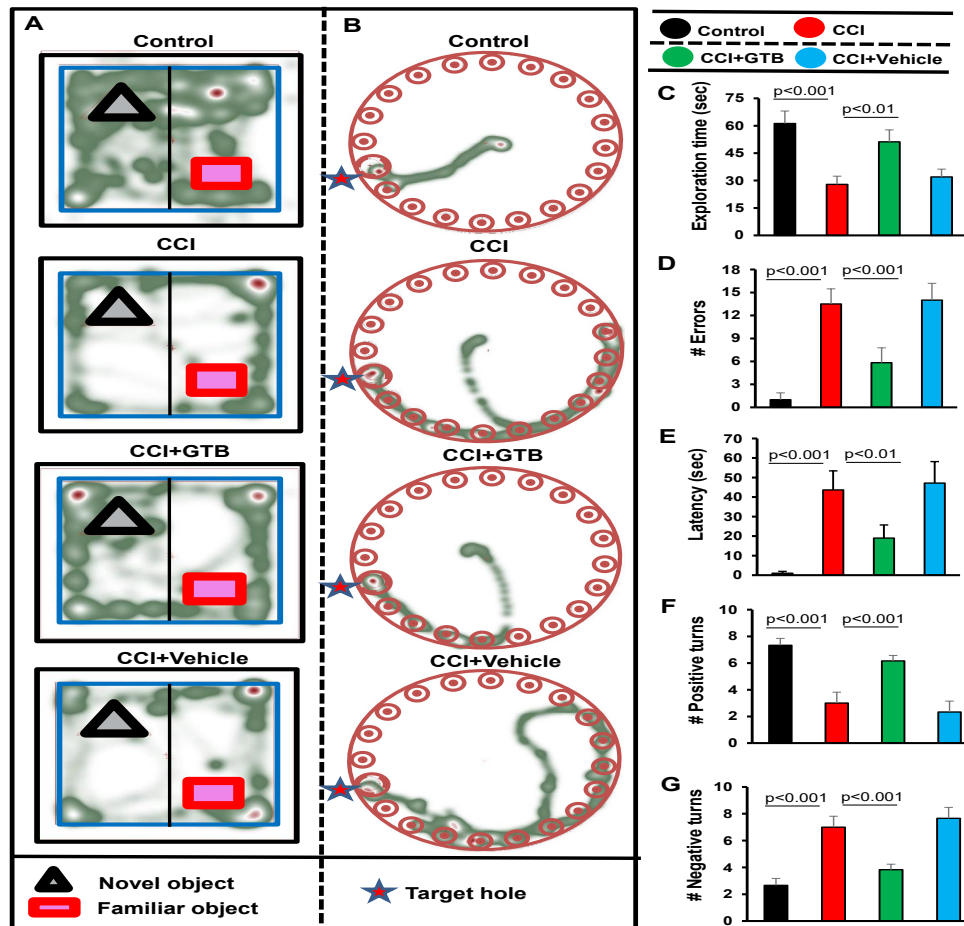 A
Control
CCI
CCI+GTB
CCI+Vehicle
Novel object
Familiar object
B
Control
CCI
CCI+GTB
CCI+Vehicle
Target hole
Control CCI
CCI+GTB CCI+Vehicle
C
p<0.001 p<0.01
Exploration time (sec)
75
60
45
30
15
0
D
p<0.001 p<0.001
# Errors
18
15
12
9
6
3
0
E
p<0.001 p<0.01
Latency (sec)
70
60
50
40
30
20
10
0
F
p<0.001 p<0.001
# Positive turns
10
8
6
4
2
0
G
p<0.001 p<0.001
# Negative turns
10
8
6
4
2
0